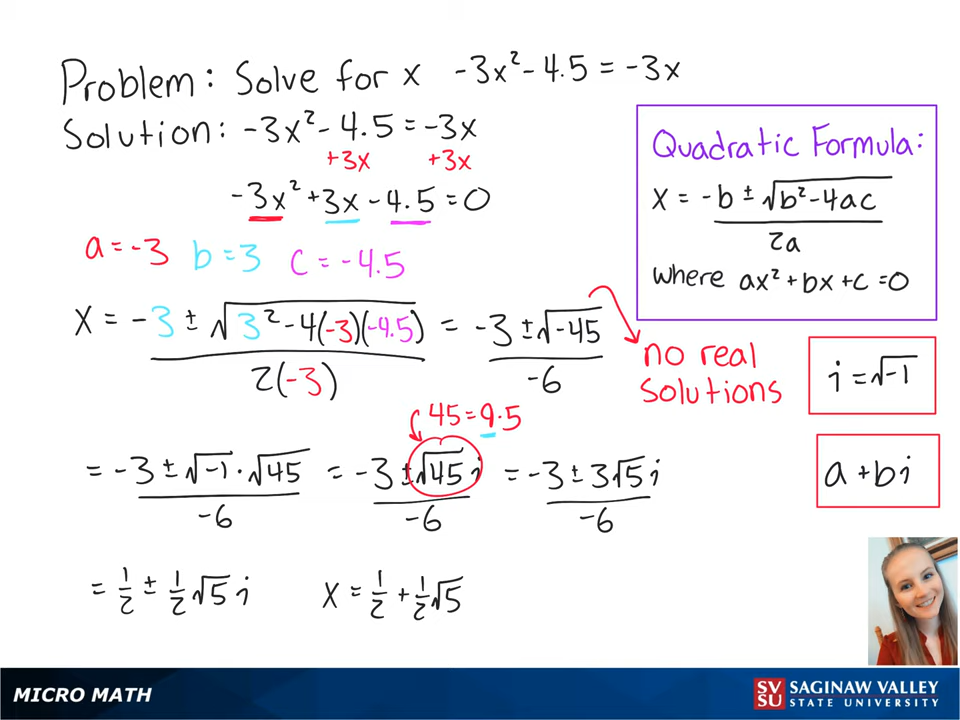 Problem: Solve for x -3x² - 4.5 = -3x
Solution: -3x² - 4.5 = -3x
+3x +3x
-3x² + 3x - 4.5 = 0
a = -3 b = 3 c = -4.5
x = -3 ± √(3² - 4(-3)(-4.5)) / 2(-3) = -3 ± √-45 / -6
no real
solutions
45 = 9·5
= -3 ± √-1 · √45 / -6 = -3 ± √45 i / -6 = -3 ± 3√5 i / -6
= 1/2 ± 1/2 √5 i x = 1/2 + 1/2 √5
Quadratic Formula:
x = -b ± √(b² - 4ac) / 2a
where ax² + bx + c = 0
i = √-1
a + bi
MICRO MATH
SV
SU
SAGINAW VALLEY
STATE UNIVERSITY